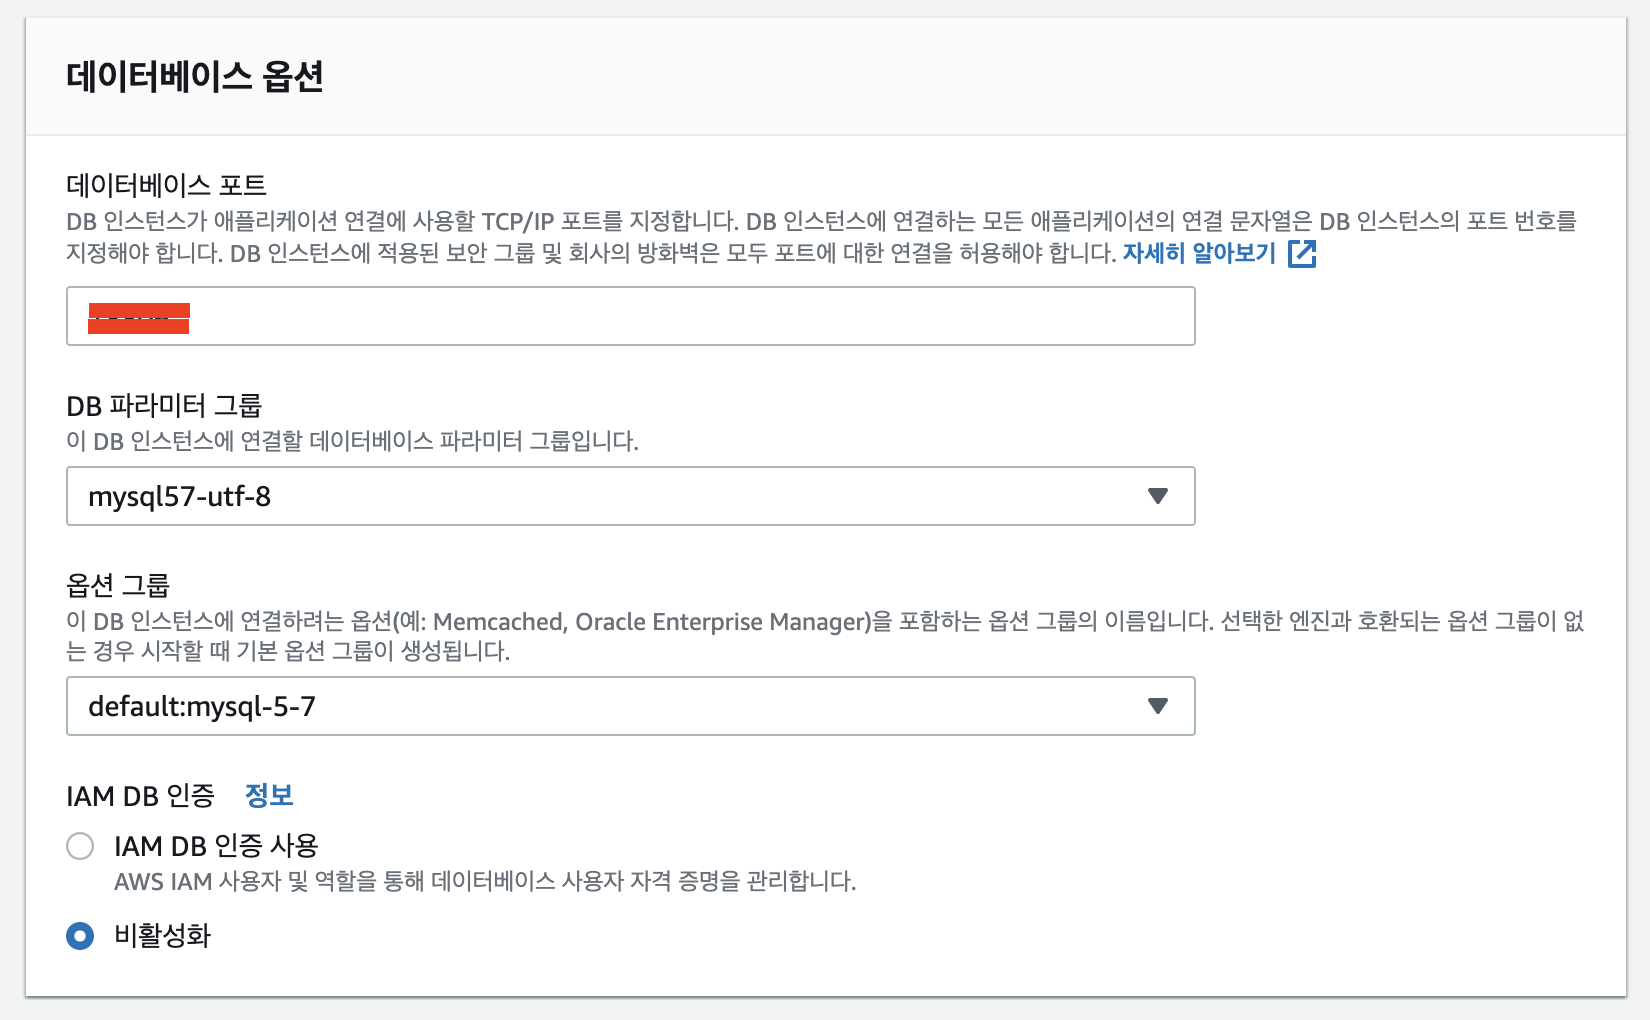 데이터베이스 옵션
데이터베이스 포트
DB 인스턴스가 애플리케이션 연결에 사용할 TCP/IP 포트를 지정합니다. DB 인스턴스에 연결하는 모든 애플리케이션의 연결 문자열은 DB 인스턴스의 포트 번호를
지정해야 합니다. DB 인스턴스에 적용된 보안 그룹 및 회사의 방화벽은 모두 포트에 대한 연결을 허용해야 합니다. 자세히 알아보기
DB 파라미터 그룹
이 DB 인스턴스에 연결할 데이터베이스 파라미터 그룹입니다.
mysql57-utf-8
옵션 그룹
이 DB 인스턴스에 연결하려는 옵션(예: Memcached, Oracle Enterprise Manager)을 포함하는 옵션 그룹의 이름입니다. 선택한 엔진과 호환되는 옵션 그룹이 없
는 경우 시작할 때 기본 옵션 그룹이 생성됩니다.
default:mysql-5-7
IAM DB 인증 정보
IAM DB 인증 사용
AWS IAM 사용자 및 역할을 통해 데이터베이스 사용자 자격 증명을 관리합니다.
비활성화